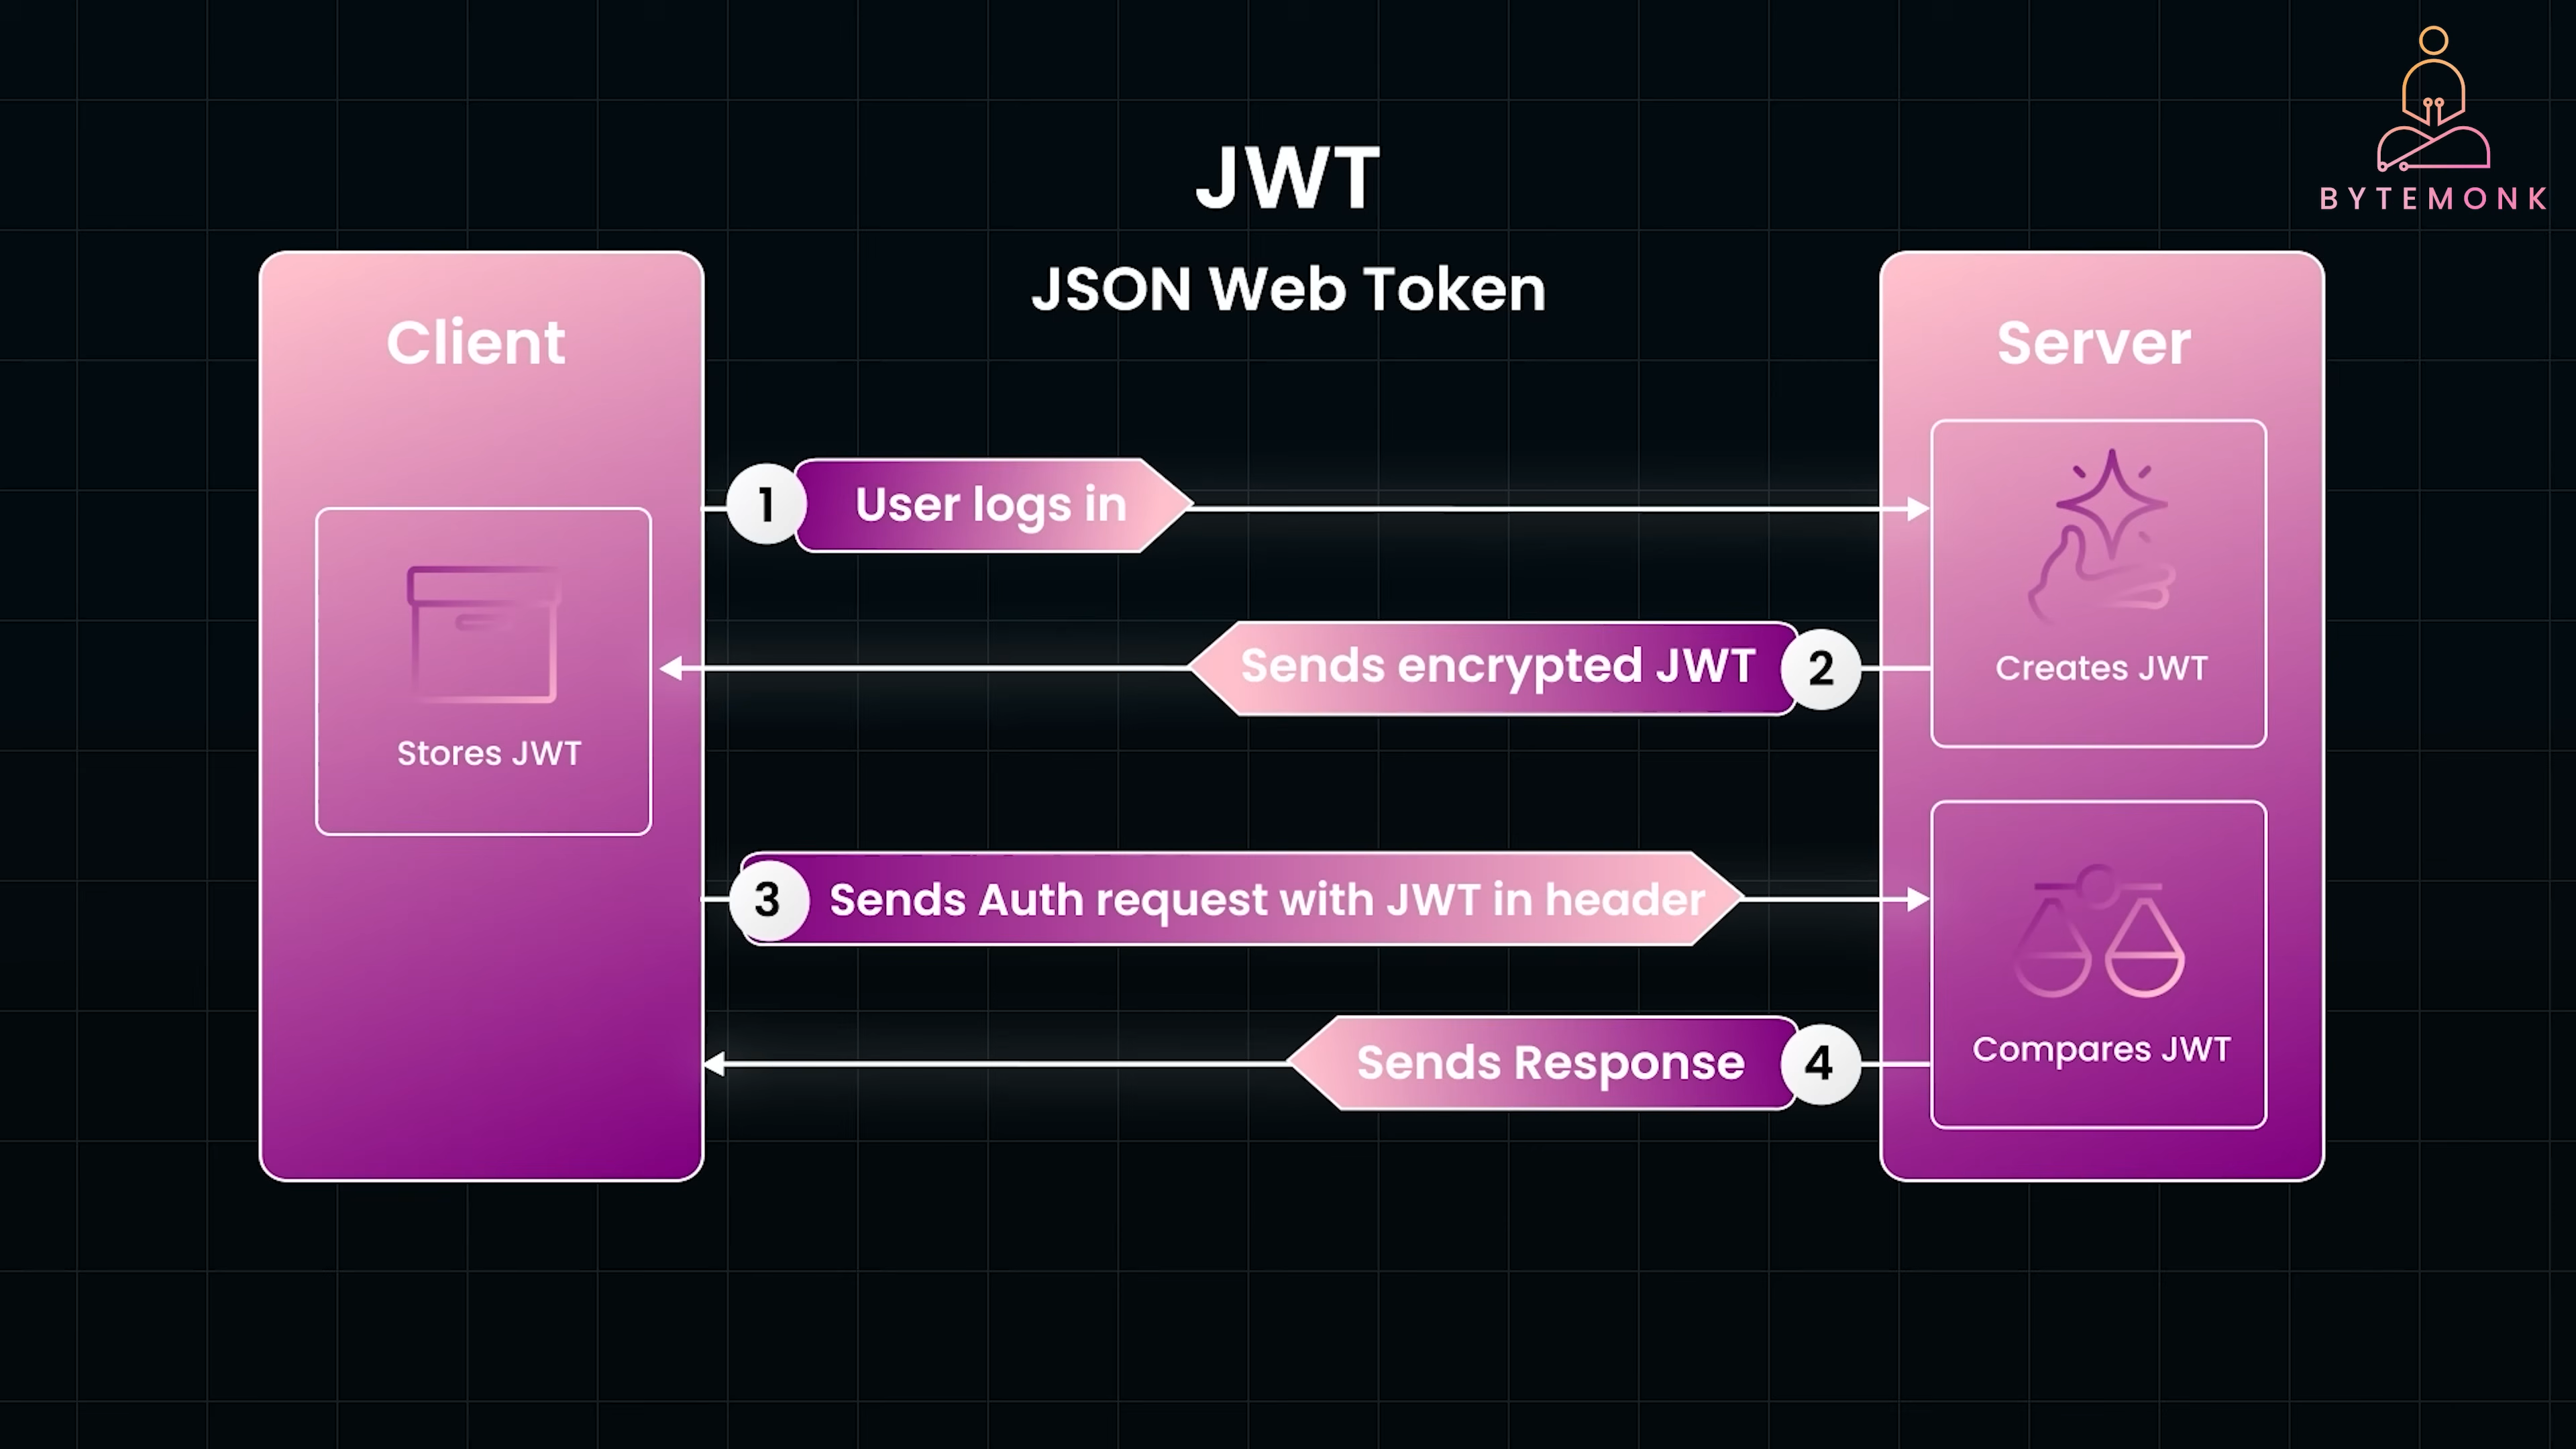 BYTEMONK
JWT
JSON Web Token
Client
Server
1 User logs in
Creates JWT
Sends encrypted JWT 2
Stores JWT
3 Sends Auth request with JWT in header
Compares JWT
Sends Response 4